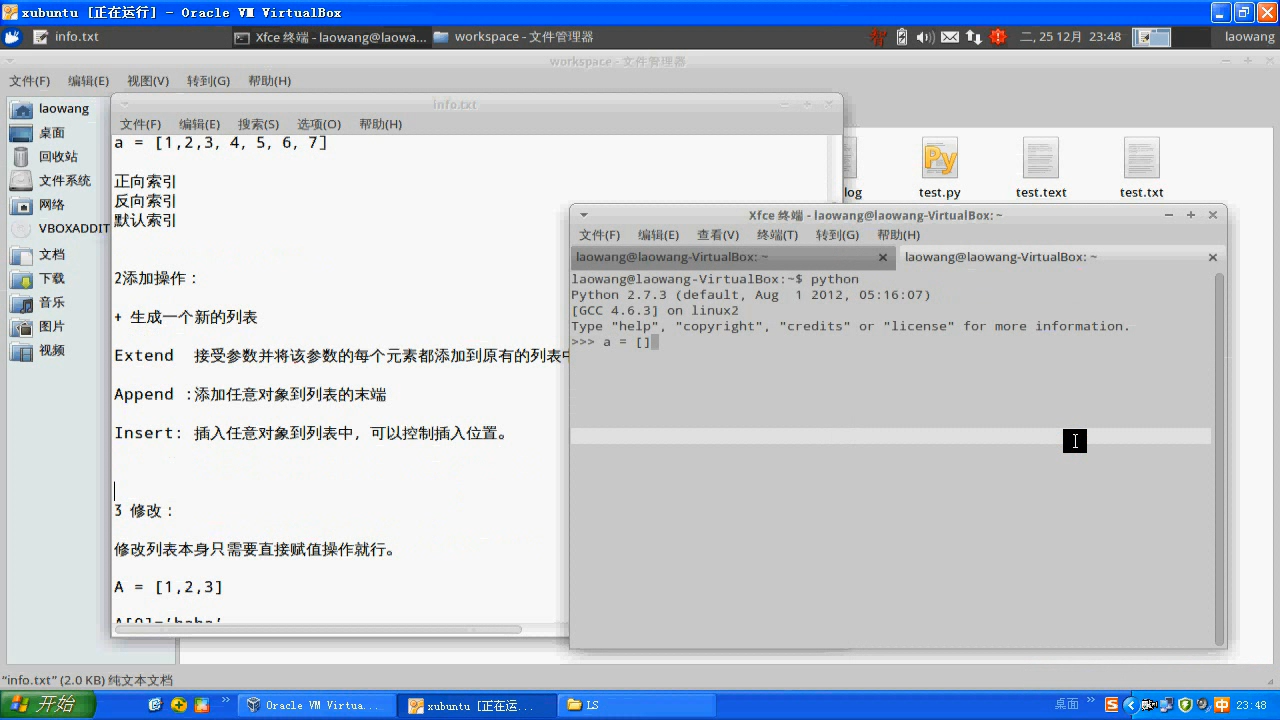 xubuntu [正在运行] - Oracle VM VirtualBox
info.txt
Xfce 终端 - laowang@laowa...
workspace - 文件管理器
二, 25 12月 23:48
laowang
workspace - 文件管理器
文件(F) 编辑(E) 视图(V) 转到(G) 帮助(H)
laowang
桌面
回收站
文件系统
网络
VBOXADDIT
文档
下载
音乐
图片
视频
info.txt
文件(F) 编辑(E) 搜索(S) 选项(O) 帮助(H)
a = [1,2,3, 4, 5, 6, 7]
正向索引
反向索引
默认索引
2添加操作：
+ 生成一个新的列表
Extend 接受参数并将该参数的每个元素都添加到原有的列表中
Append :添加任意对象到列表的末端
Insert: 插入任意对象到列表中，可以控制插入位置。
3 修改：
修改列表本身只需要直接赋值操作就行。
A = [1,2,3]
A[0]='haha'
log
test.py
test.text
test.txt
Xfce 终端 - laowang@laowang-VirtualBox: ~
文件(F) 编辑(E) 查看(V) 终端(T) 转到(G) 帮助(H)
laowang@laowang-VirtualBox: ~
laowang@laowang-VirtualBox: ~
laowang@laowang-VirtualBox:~$ python
Python 2.7.3 (default, Aug  1 2012, 05:16:07)
[GCC 4.6.3] on linux2
Type "help", "copyright", "credits" or "license" for more information.
>>> a = []
“info.txt” (2.0 KB) 纯文本文档
开始
Oracle VM Virtua...
xubuntu [正在运...
LS
桌面
中
23:48